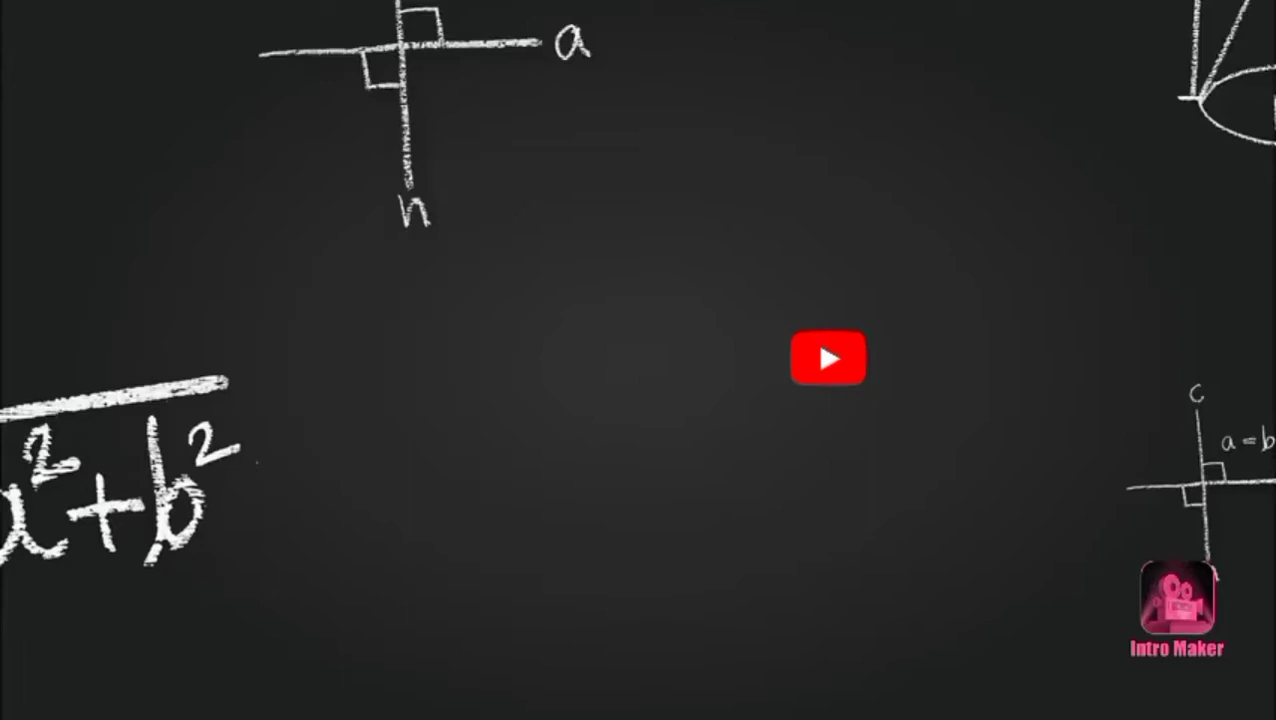 a
n
a²+b²
c
a=b
Intro Maker